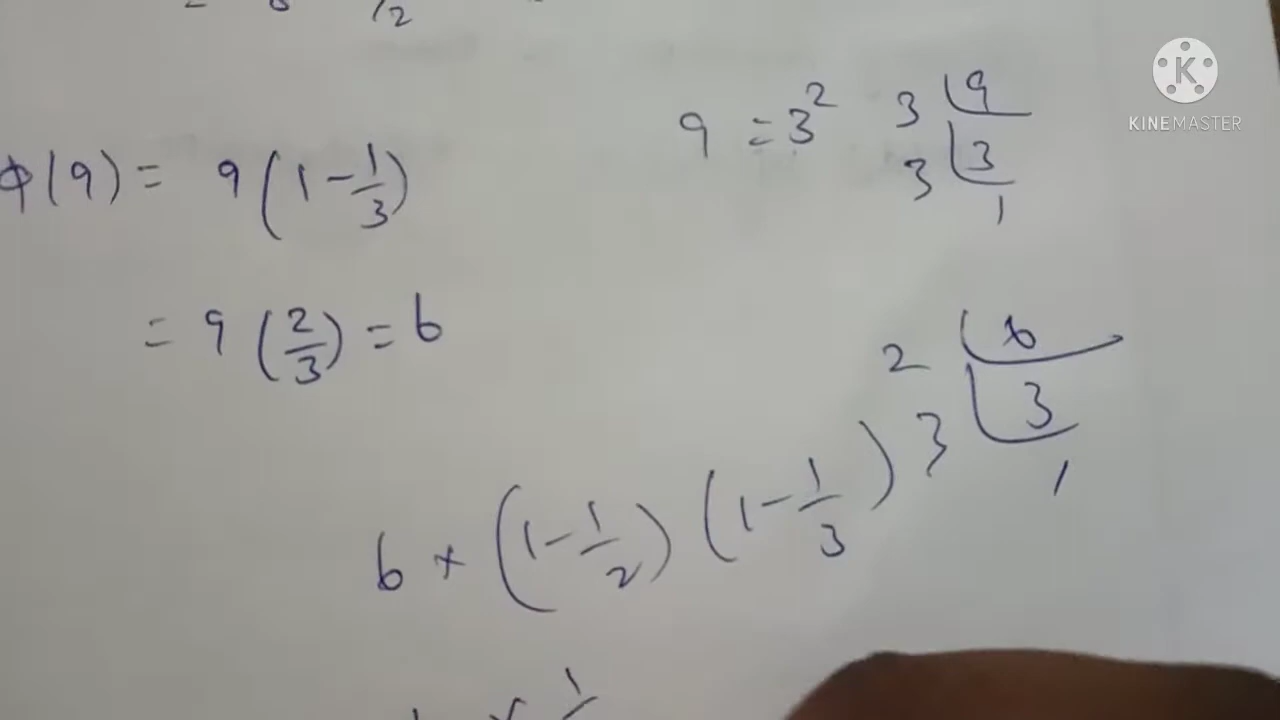 K
KINEMASTER
9 = 3² 3 | 9
3 | 3
1
ϕ(9) = 9(1 - 1/3)
= 9(2/3) = 6
2 | 6
3 | 3
1
6 × (1 - 1/2)(1 - 1/3)